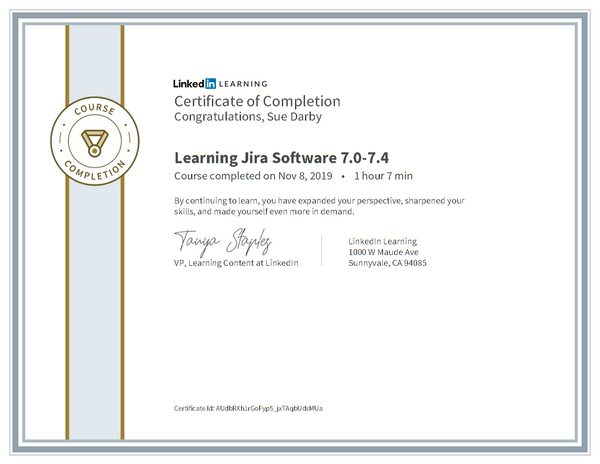 LinkedIn LEARNING
Certificate of Completion
Congratulations, Sue Darby
COURSE
COMPLETION
Learning Jira Software 7.0-7.4
Course completed on Nov 8, 2019 • 1 hour 7 min
By continuing to learn, you have expanded your perspective, sharpened your
skills, and made yourself even more in demand.
Tanya Staples
VP, Learning Content at LinkedIn
LinkedIn Learning
1000 W Maude Ave
Sunnyvale, CA 94085
Certificate Id: AUdbRXh1rGoFyp5_jxTAqbUdsMUa